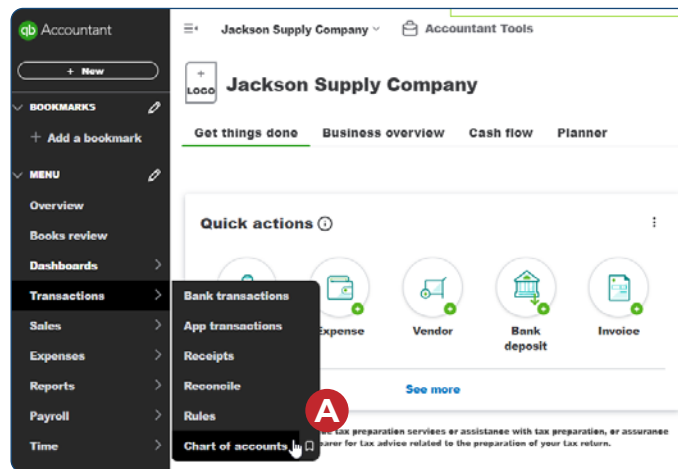 qb Accountant
+ New
BOOKMARKS
+ Add a bookmark
MENU
Overview
Books review
Dashboards
Transactions
Sales
Expenses
Reports
Payroll
Time
Jackson Supply Company
Accountant Tools
+ LOGO
Jackson Supply Company
Get things done Business overview Cash flow Planner
Quick actions
Expense Vendor Bank deposit Invoice
See more
Bank transactions
App transactions
Receipts
Reconcile
Rules
Chart of accounts
A
tax preparation services or assistance with tax preparation, or assurance
for tax advice related to the preparation of your tax return.